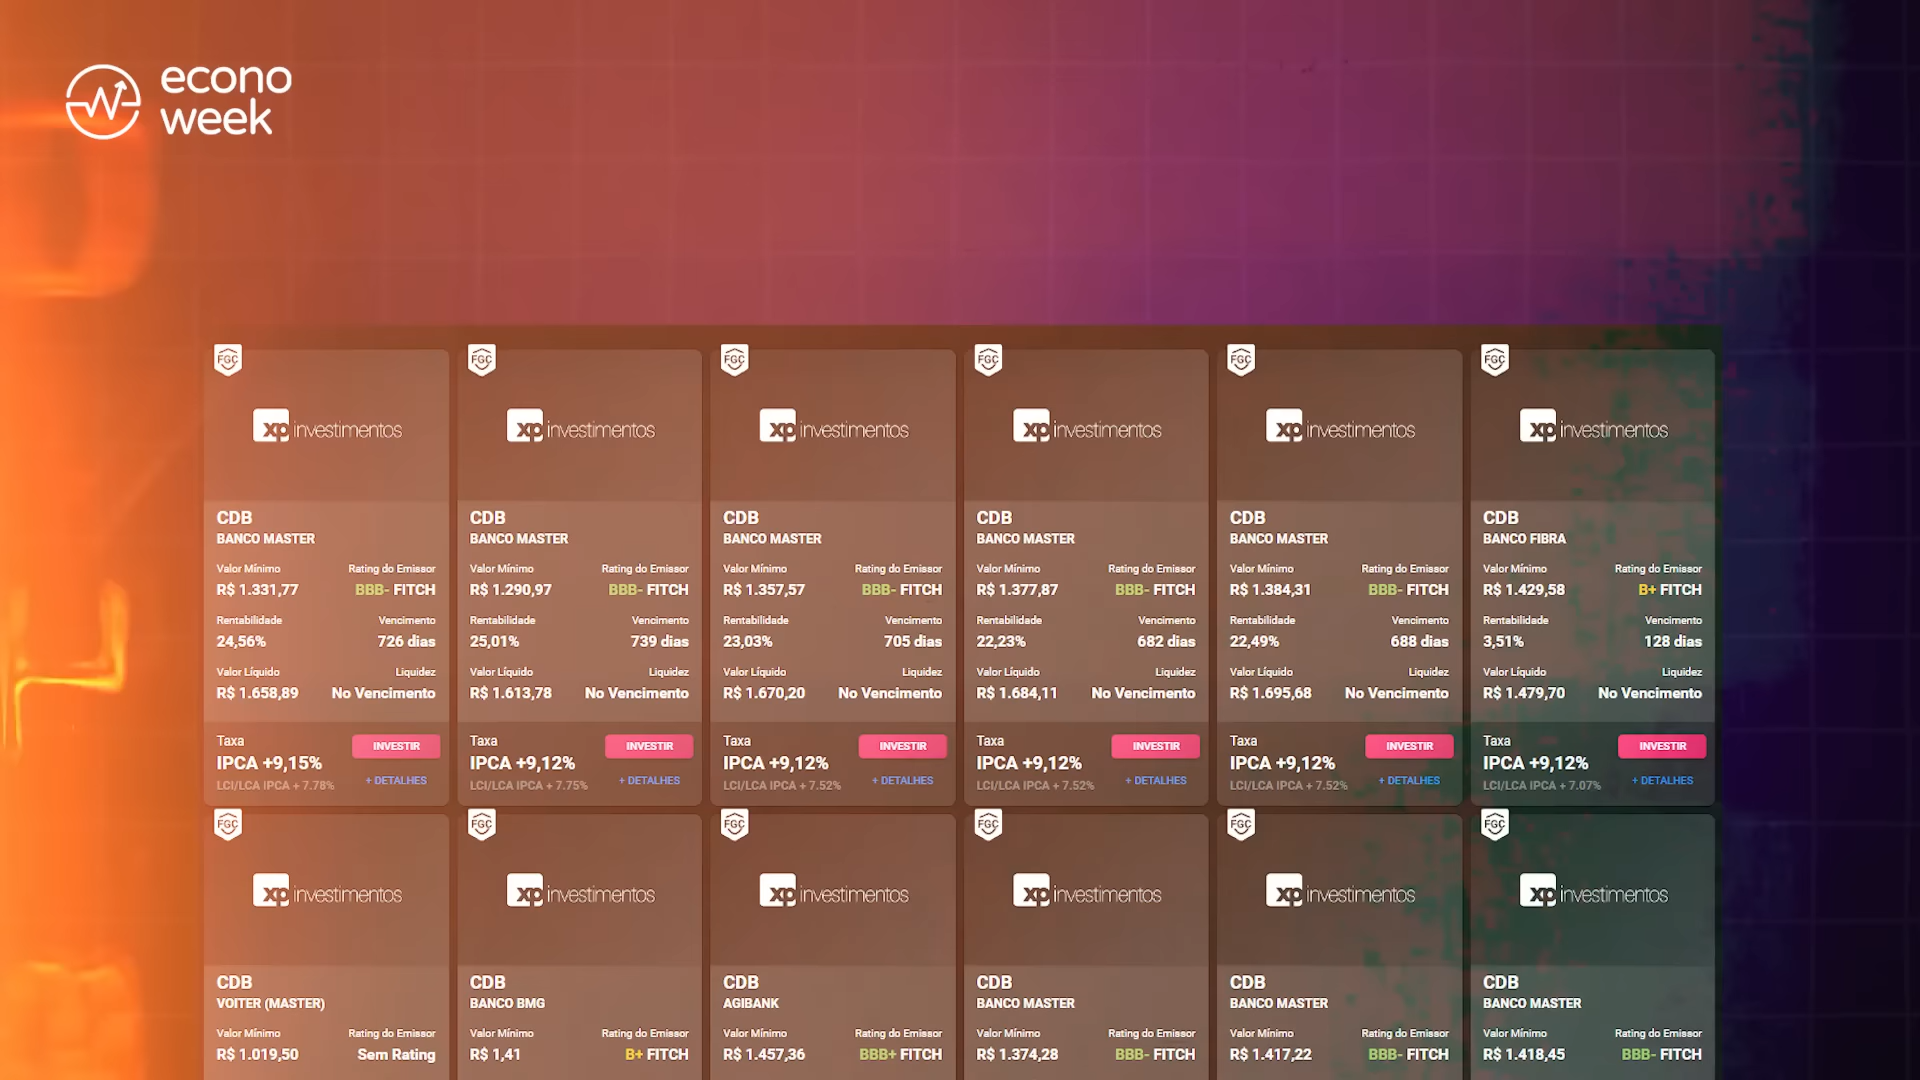 econo
week
FGC
xp investimentos
CDB
BANCO MASTER
Valor Mínimo Rating do Emissor
R$ 1.331,77 BBB- FITCH
Rentabilidade Vencimento
24,56% 726 dias
Valor Líquido Liquidez
R$ 1.658,89 No Vencimento
Taxa INVESTIR
IPCA +9,15%
LCI/LCA IPCA + 7.78% + DETALHES
FGC
xp investimentos
CDB
BANCO MASTER
Valor Mínimo Rating do Emissor
R$ 1.290,97 BBB- FITCH
Rentabilidade Vencimento
25,01% 739 dias
Valor Líquido Liquidez
R$ 1.613,78 No Vencimento
Taxa INVESTIR
IPCA +9,12%
LCI/LCA IPCA + 7.75% + DETALHES
FGC
xp investimentos
CDB
BANCO MASTER
Valor Mínimo Rating do Emissor
R$ 1.357,57 BBB- FITCH
Rentabilidade Vencimento
23,03% 705 dias
Valor Líquido Liquidez
R$ 1.670,20 No Vencimento
Taxa INVESTIR
IPCA +9,12%
LCI/LCA IPCA + 7.52% + DETALHES
FGC
xp investimentos
CDB
BANCO MASTER
Valor Mínimo Rating do Emissor
R$ 1.377,87 BBB- FITCH
Rentabilidade Vencimento
22,23% 682 dias
Valor Líquido Liquidez
R$ 1.684,11 No Vencimento
Taxa INVESTIR
IPCA +9,12%
LCI/LCA IPCA + 7.52% + DETALHES
FGC
xp investimentos
CDB
BANCO MASTER
Valor Mínimo Rating do Emissor
R$ 1.384,31 BBB- FITCH
Rentabilidade Vencimento
22,49% 688 dias
Valor Líquido Liquidez
R$ 1.695,68 No Vencimento
Taxa INVESTIR
IPCA +9,12%
LCI/LCA IPCA + 7.52% + DETALHES
FGC
xp investimentos
CDB
BANCO FIBRA
Valor Mínimo Rating do Emissor
R$ 1.429,58 B+ FITCH
Rentabilidade Vencimento
3,51% 128 dias
Valor Líquido Liquidez
R$ 1.479,70 No Vencimento
Taxa INVESTIR
IPCA +9,12%
LCI/LCA IPCA + 7.07% + DETALHES
FGC
xp investimentos
CDB
VOITER (MASTER)
Valor Mínimo Rating do Emissor
R$ 1.019,50 Sem Rating
FGC
xp investimentos
CDB
BANCO BMG
Valor Mínimo Rating do Emissor
R$ 1,41 B+ FITCH
FGC
xp investimentos
CDB
AGIBANK
Valor Mínimo Rating do Emissor
R$ 1.457,36 BBB+ FITCH
FGC
xp investimentos
CDB
BANCO MASTER
Valor Mínimo Rating do Emissor
R$ 1.374,28 BBB- FITCH
FGC
xp investimentos
CDB
BANCO MASTER
Valor Mínimo Rating do Emissor
R$ 1.417,22 BBB- FITCH
FGC
xp investimentos
CDB
BANCO MASTER
Valor Mínimo Rating do Emissor
R$ 1.418,45 BBB- FITCH